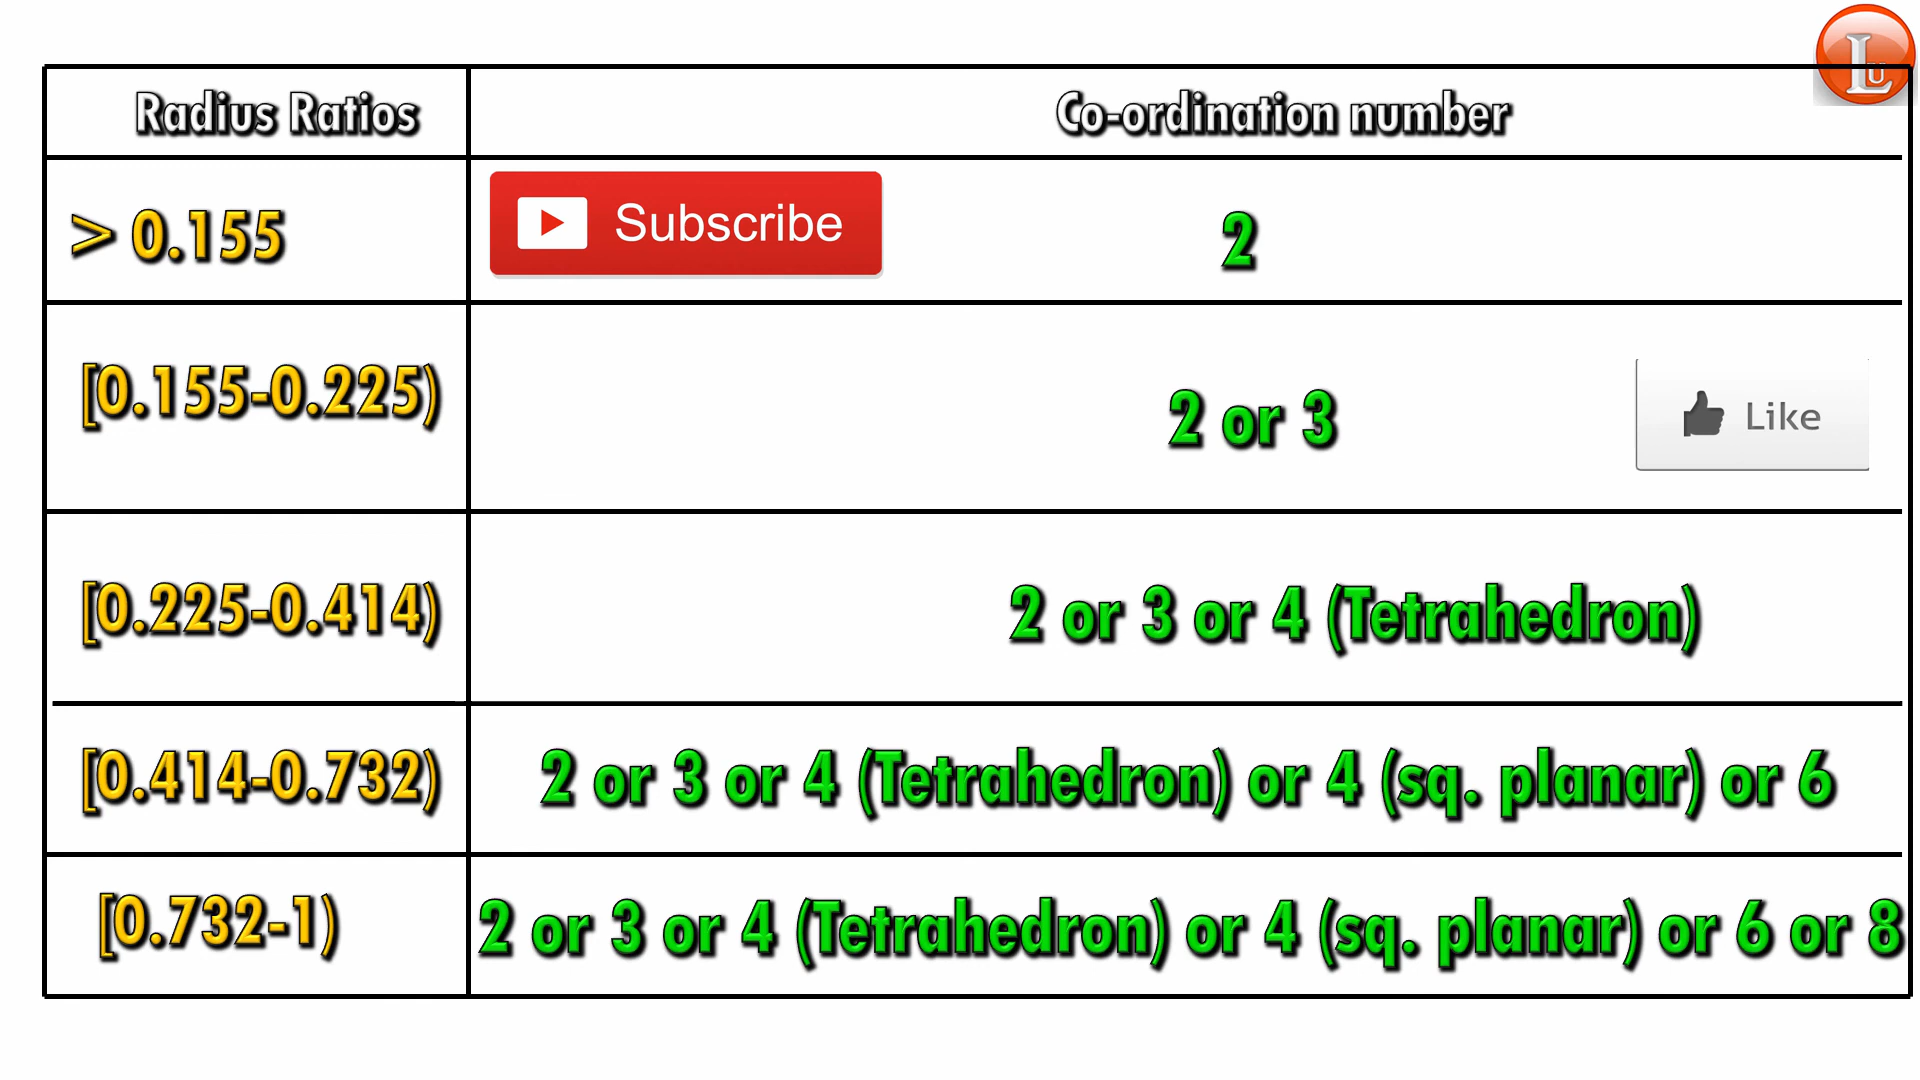 LU
Radius Ratios
Co-ordination number
> 0.155
Subscribe
2
[0.155-0.225)
2 or 3
Like
[0.225-0.414)
2 or 3 or 4 (Tetrahedron)
[0.414-0.732)
2 or 3 or 4 (Tetrahedron) or 4 (sq. planar) or 6
[0.732-1)
2 or 3 or 4 (Tetrahedron) or 4 (sq. planar) or 6 or 8